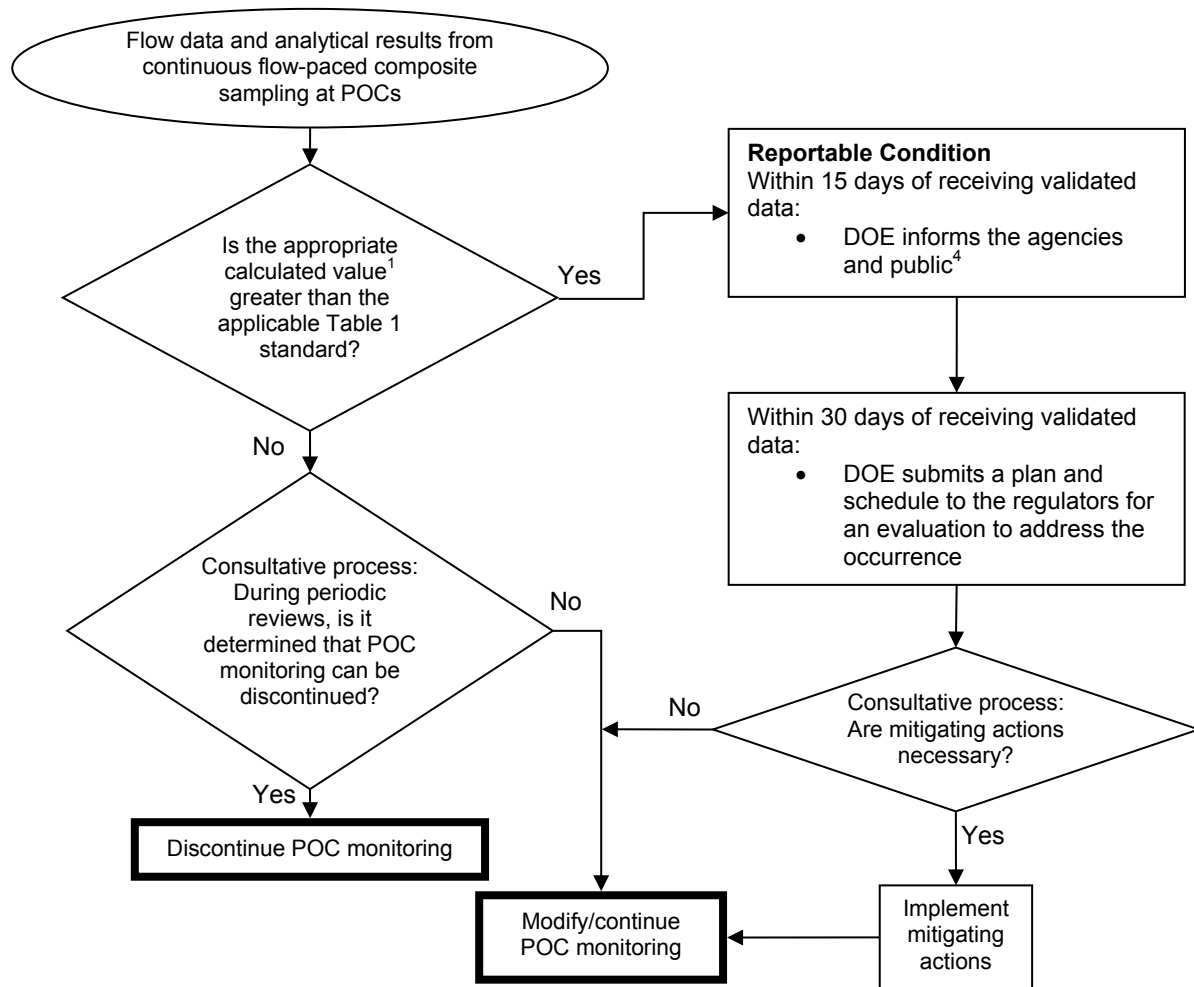 Flow data and analytical results from
continuous flow-paced composite
sampling at POCs
Is the appropriate
calculated value¹
greater than the
applicable Table 1
standard?
Yes
Reportable Condition
Within 15 days of receiving validated
data:
• DOE informs the agencies
and public⁴
No
Within 30 days of receiving validated
data:
• DOE submits a plan and
schedule to the regulators for
an evaluation to address the
occurrence
Consultative process:
During periodic
reviews, is it
determined that POC
monitoring can be
discontinued?
No
Yes
Discontinue POC monitoring
Consultative process:
Are mitigating actions
necessary?
No
Yes
Implement
mitigating
actions
Modify/continue
POC monitoring